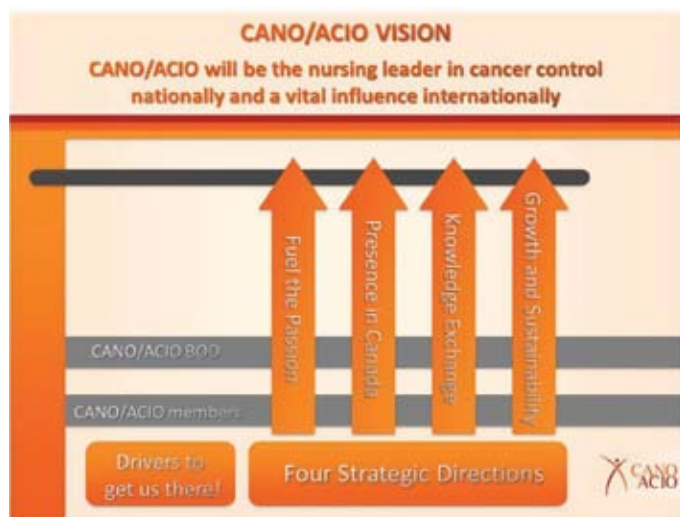 CANO/ACIO VISION
CANO/ACIO will be the nursing leader in cancer control
nationally and a vital influence internationally
Fuel the Passion
Presence in Canada
Knowledge Exchange
Growth and Sustainability
CANO/ACIO BOD
CANO/ACIO members
Drivers to
get us there!
Four Strategic Directions
CANO
ACIO